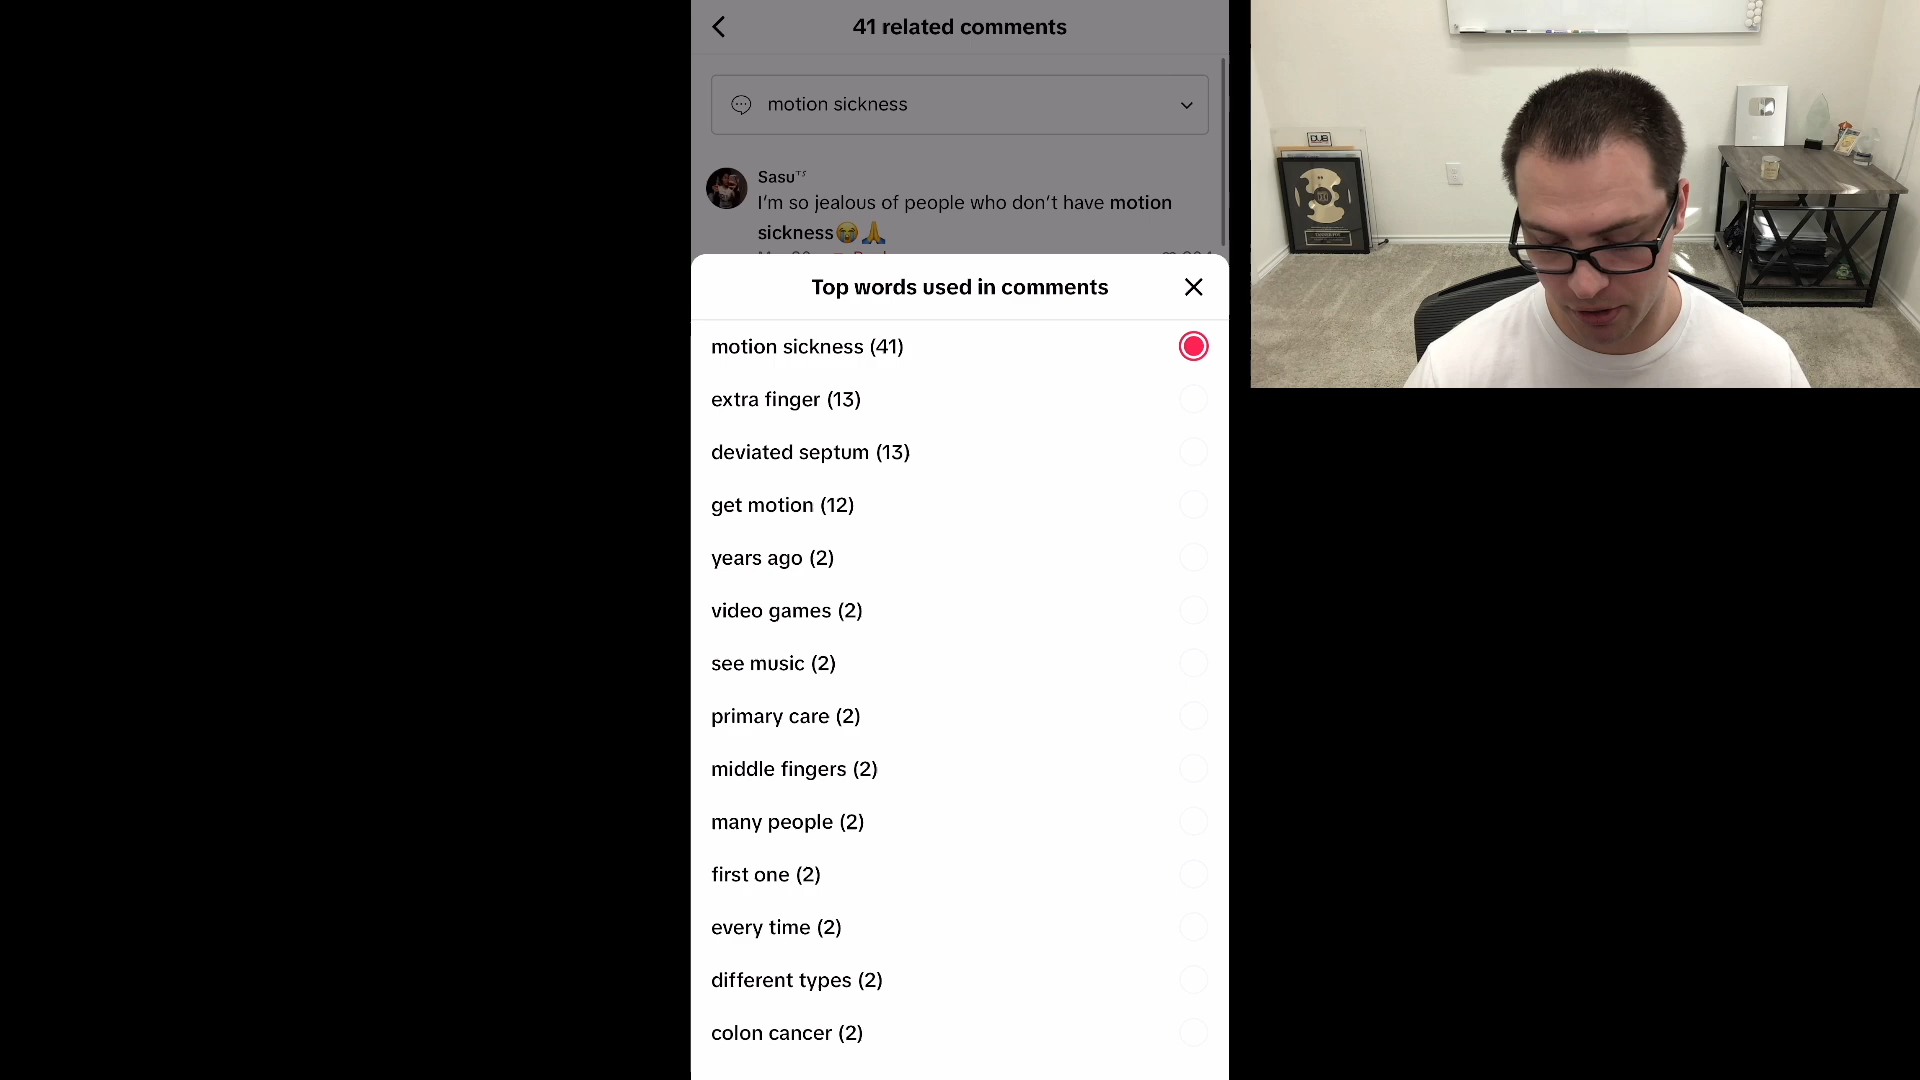 41 related comments
motion sickness
Sasuᵀˢ
I'm so jealous of people who don't have motion
sickness😭🙏
Top words used in comments
motion sickness (41)
extra finger (13)
deviated septum (13)
get motion (12)
years ago (2)
video games (2)
see music (2)
primary care (2)
middle fingers (2)
many people (2)
first one (2)
every time (2)
different types (2)
colon cancer (2)